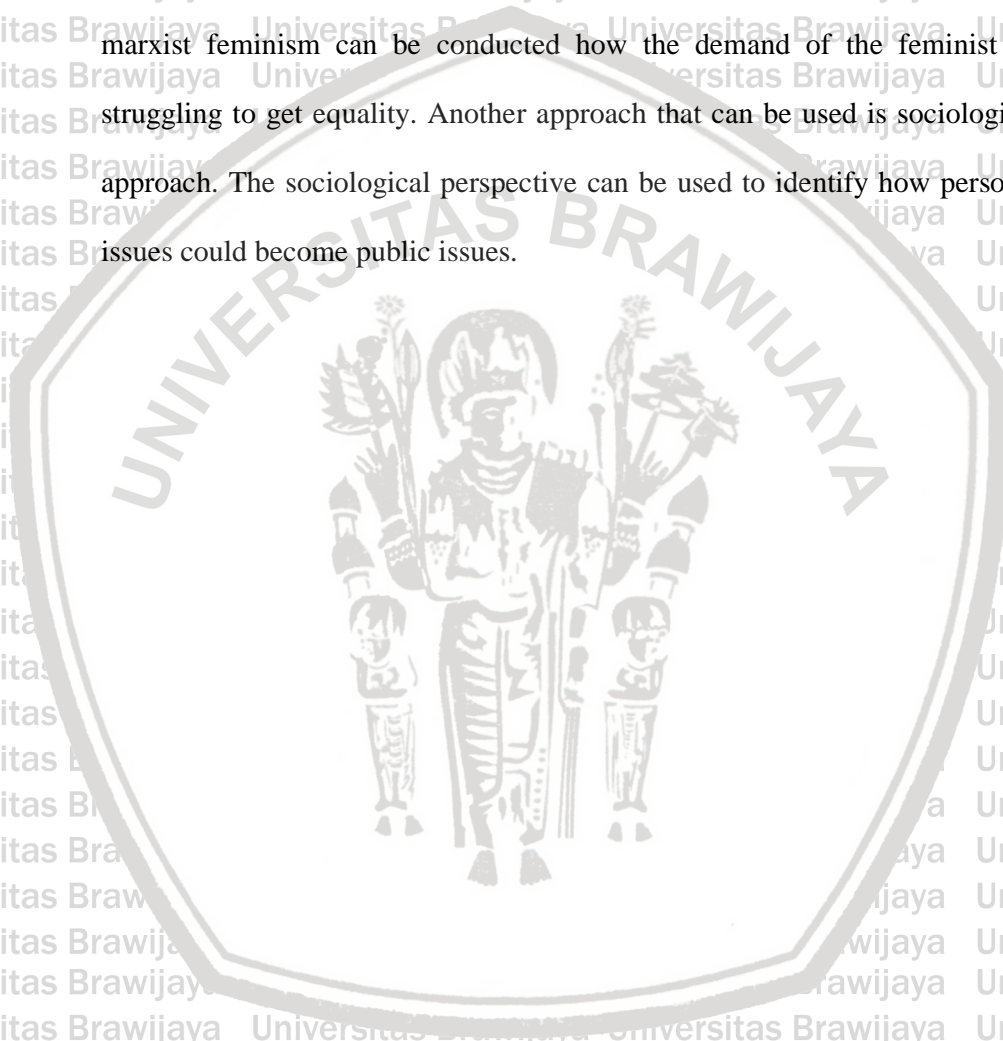 marxist feminism can be conducted how the demand of the feminist
struggling to get equality. Another approach that can be used is sociologi
approach. The sociological perspective can be used to identify how perso
issues could become public issues.
UNIVERSITAS BRAWIJAYA